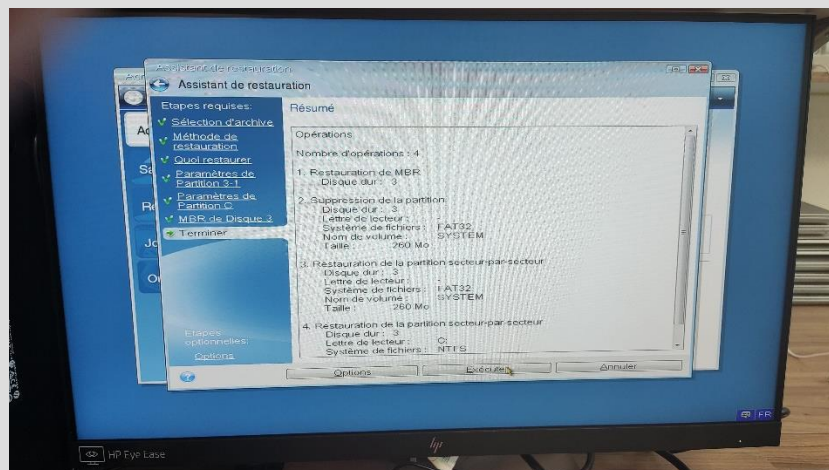 Assistant de restauration
Assistant de restauration
Etapes requises:
Sélection d'archive
Méthode de
restauration
Quoi restaurer
Paramètres de
Partition 3-1
Paramètres de
Partition C
MBR de Disque 3
Terminer
Etapes
optionnelles:
Options
Résumé
Opérations
Nombre d'opérations : 4
1. Restauration de MBR
Disque dur : 3
2. Suppression de la partition
Disque dur : 3
Lettre de lecteur : -
Système de fichiers : FAT32
Nom de volume : SYSTEM
Taille : 260 Mo
3. Restauration de la partition secteur-par-secteur
Disque dur : 3
Lettre de lecteur :
Système de fichiers : FAT32
Nom de volume : SYSTEM
Taille : 260 Mo
4. Restauration de la partition secteur-par-secteur
Disque dur : 3
Lettre de lecteur : C:
Système de fichiers : NTFS
Options
Exécuter
Annuler
FR
hp
HP Eye Ease